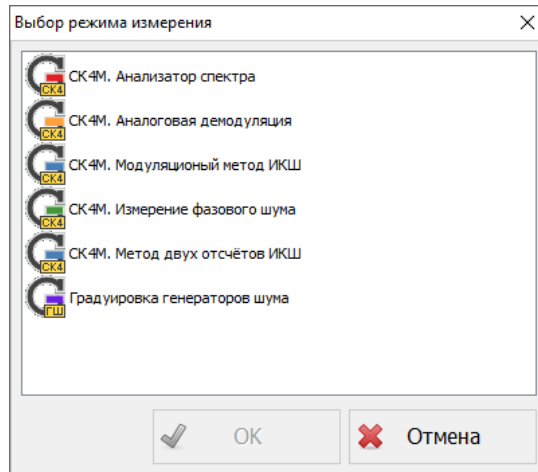 Выбор режима измерения
СК4М. Анализатор спектра
СК4
СК4М. Аналоговая демодуляция
СК4
СК4М. Модуляционый метод ИКШ
СК4
СК4М. Измерение фазового шума
СК4
СК4М. Метод двух отсчётов ИКШ
СК4
Градуировка генераторов шума
ГШ
OK
Отмена